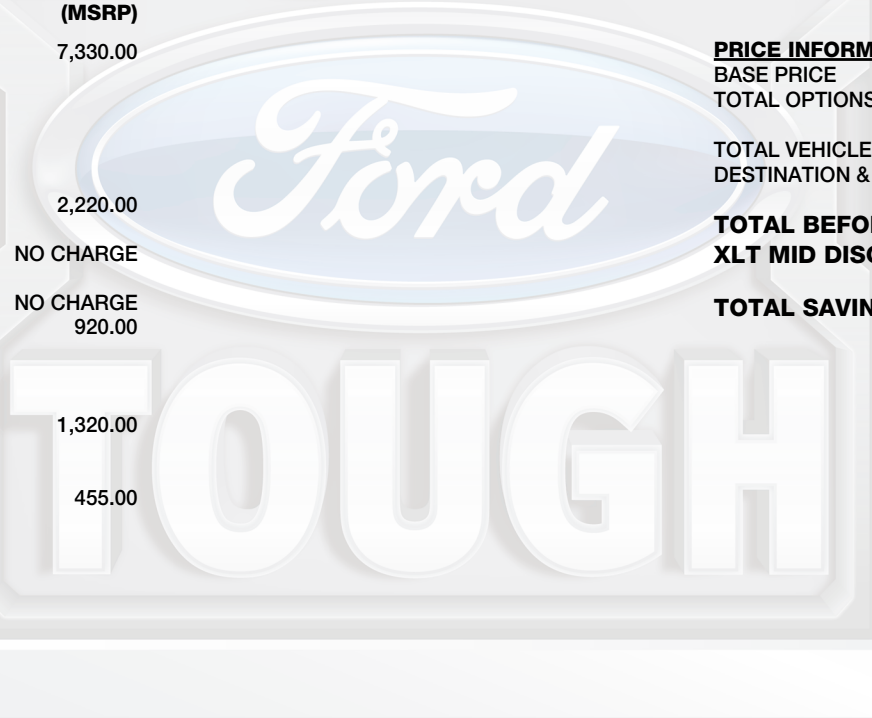 (MSRP)
7,330.00
2,220.00
NO CHARGE
NO CHARGE
920.00
1,320.00
455.00
PRICE INFORM
BASE PRICE
TOTAL OPTIONS
TOTAL VEHICLE
DESTINATION &
TOTAL BEFO
XLT MID DISC
TOTAL SAVIN
Ford
TOUGH